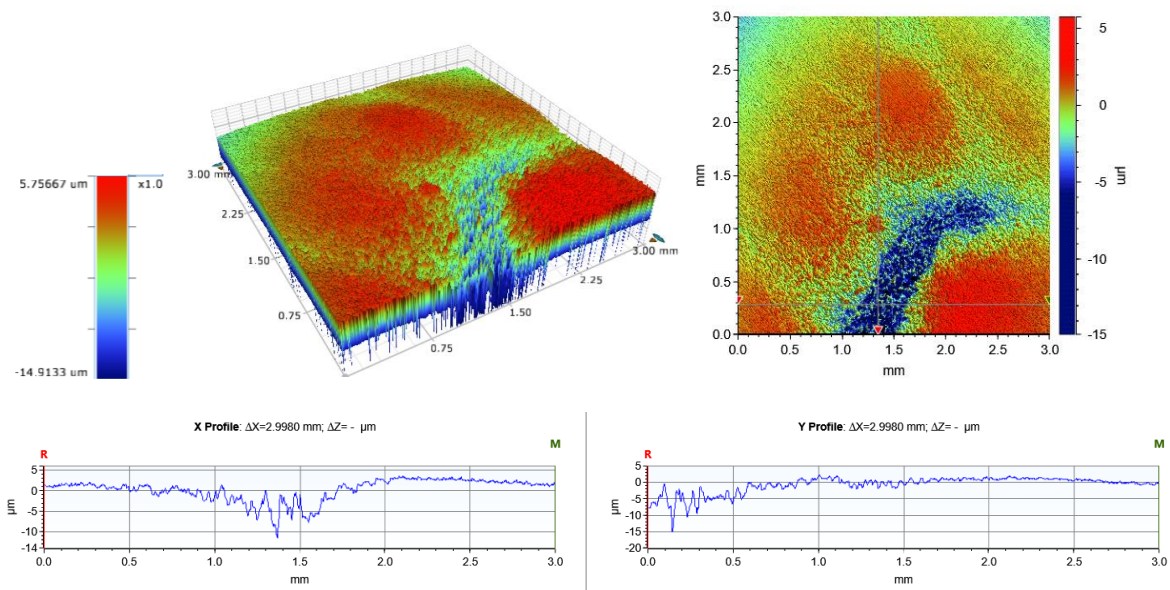 5.75667 um
x1.0
-14.9133 um
3.00 mm
2.25
1.50
0.75
0.75
1.50
2.25
3.00 mm
3.0
2.5
2.0
1.5
1.0
0.5
0.0
mm
0.0 0.5 1.0 1.5 2.0 2.5 3.0
mm
5
0
-5
-10
-15
µm
X Profile: ΔX=2.9980 mm; ΔZ= - µm
R M
5
0
-5
-10
-14
µm
0.0 0.5 1.0 1.5 2.0 2.5 3.0
mm
Y Profile: ΔX=2.9980 mm; ΔZ= - µm
R M
5
0
-5
-10
-15
-20
µm
0.0 0.5 1.0 1.5 2.0 2.5 3.0
mm